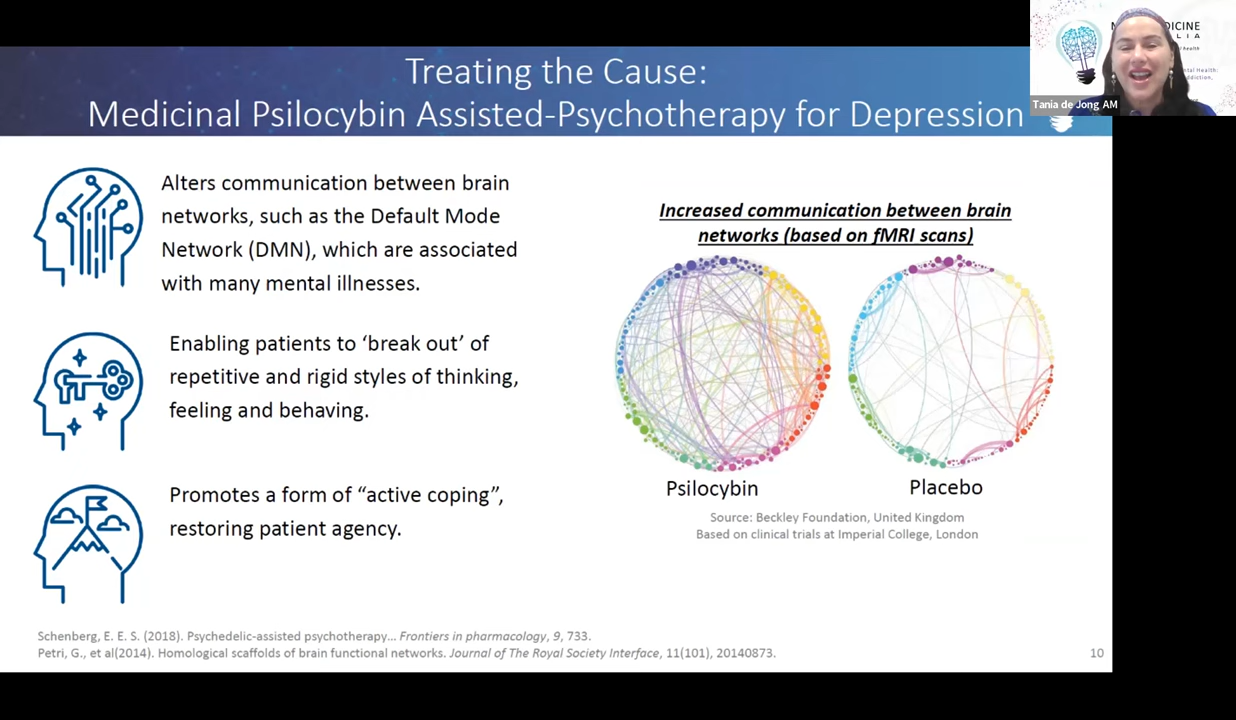 Treating the Cause:
Medicinal Psilocybin Assisted-Psychotherapy for Depression
Tania de Jong AM
Alters communication between brain
networks, such as the Default Mode
Network (DMN), which are associated
with many mental illnesses.
Enabling patients to ‘break out’ of
repetitive and rigid styles of thinking,
feeling and behaving.
Promotes a form of “active coping”,
restoring patient agency.
Increased communication between brain
networks (based on fMRI scans)
Psilocybin
Placebo
Source: Beckley Foundation, United Kingdom
Based on clinical trials at Imperial College, London
Schenberg, E. E. S. (2018). Psychedelic-assisted psychotherapy... Frontiers in pharmacology, 9, 733.
Petri, G., et al(2014). Homological scaffolds of brain functional networks. Journal of The Royal Society Interface, 11(101), 20140873.
10